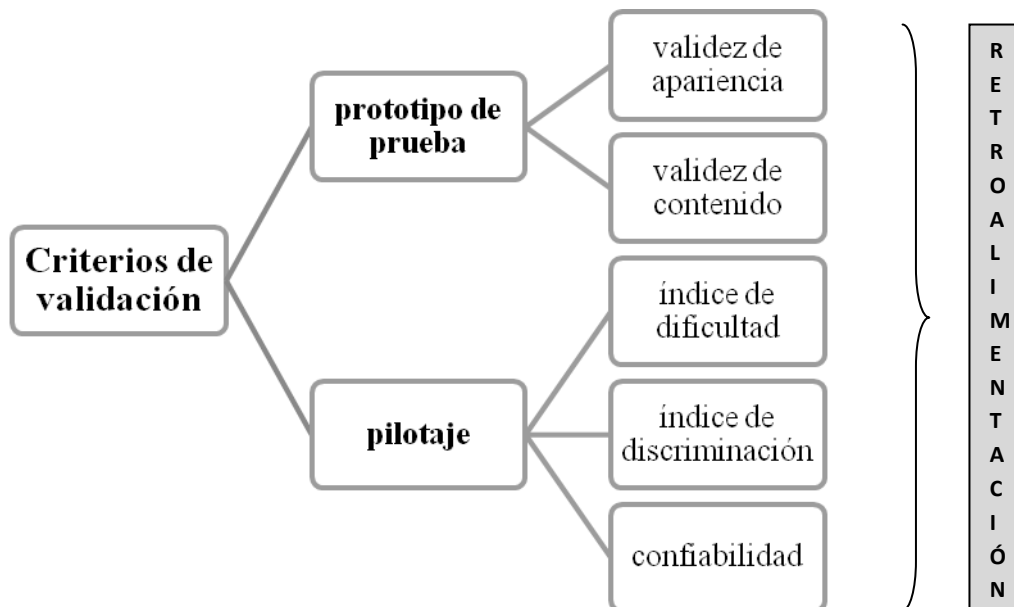 Criterios de
validación
prototipo de
prueba
validez de
apariencia
validez de
contenido
pilotaje
índice de
dificultad
índice de
discriminación
confiabilidad
R
E
T
R
O
A
L
I
M
E
N
T
A
C
I
Ó
N